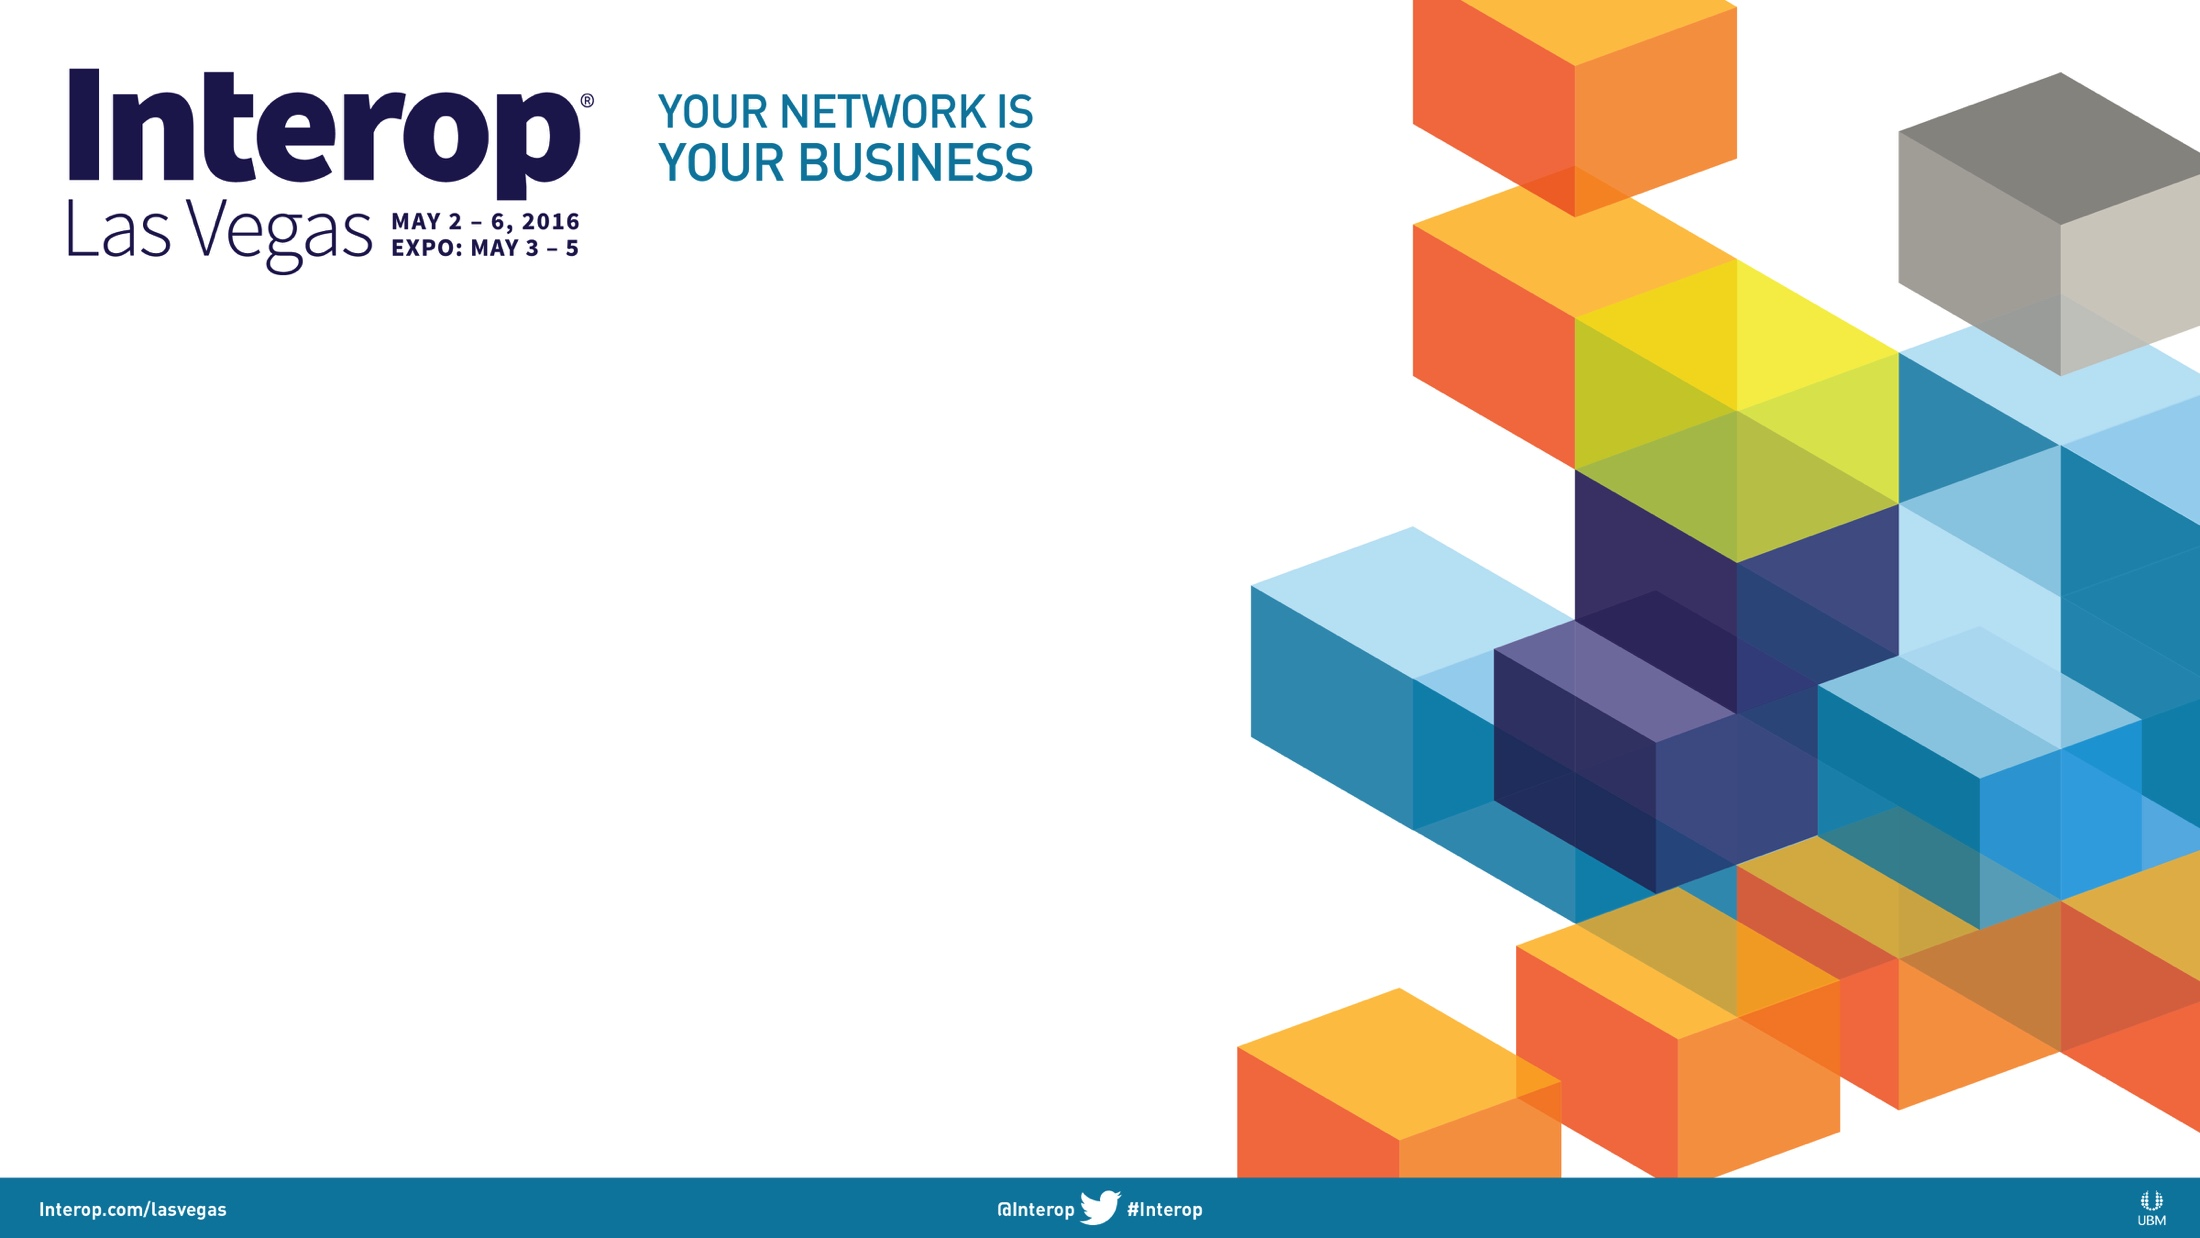 Interop®
YOUR NETWORK IS
YOUR BUSINESS
Las Vegas
MAY 2 – 6, 2016
EXPO: MAY 3 – 5
Interop.com/lasvegas
@Interop #Interop
UBM